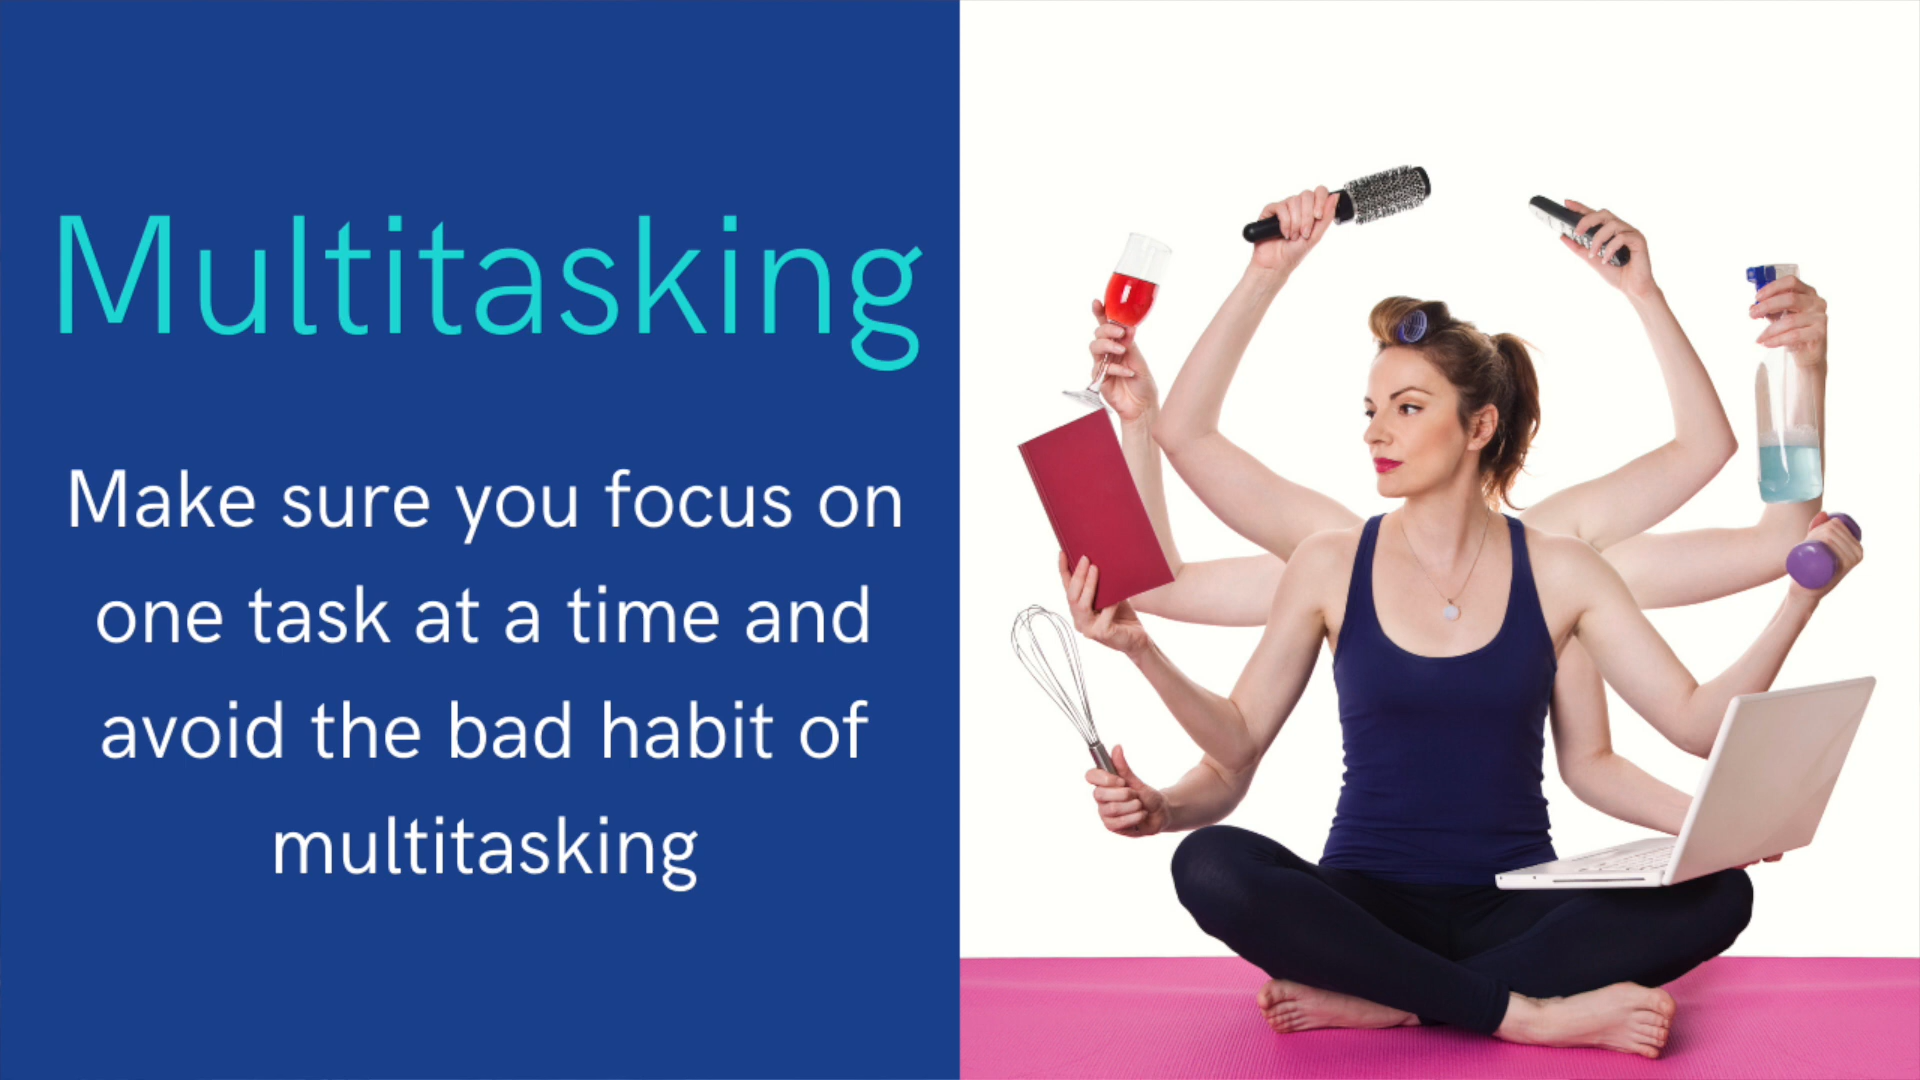 Multitasking
Make sure you focus on
one task at a time and
avoid the bad habit of
multitasking